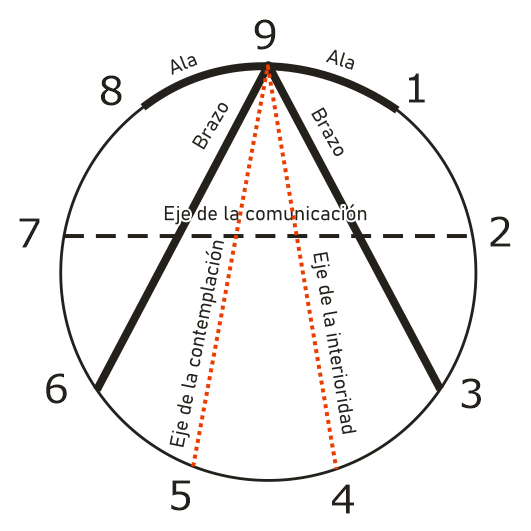 9
Ala
Ala
8
1
Brazo
Brazo
Eje de la comunicación
7
2
Eje de la contemplación
Eje de la interioridad
6
3
5
4